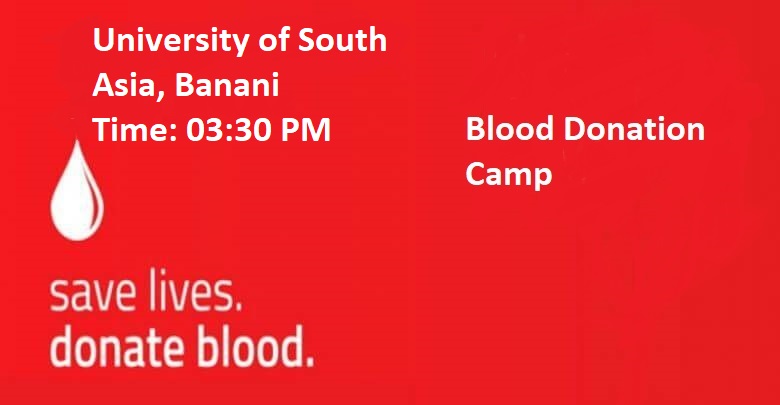 University of South
Asia, Banani
Time: 03:30 PM
Blood Donation
Camp
save lives.
donate blood.